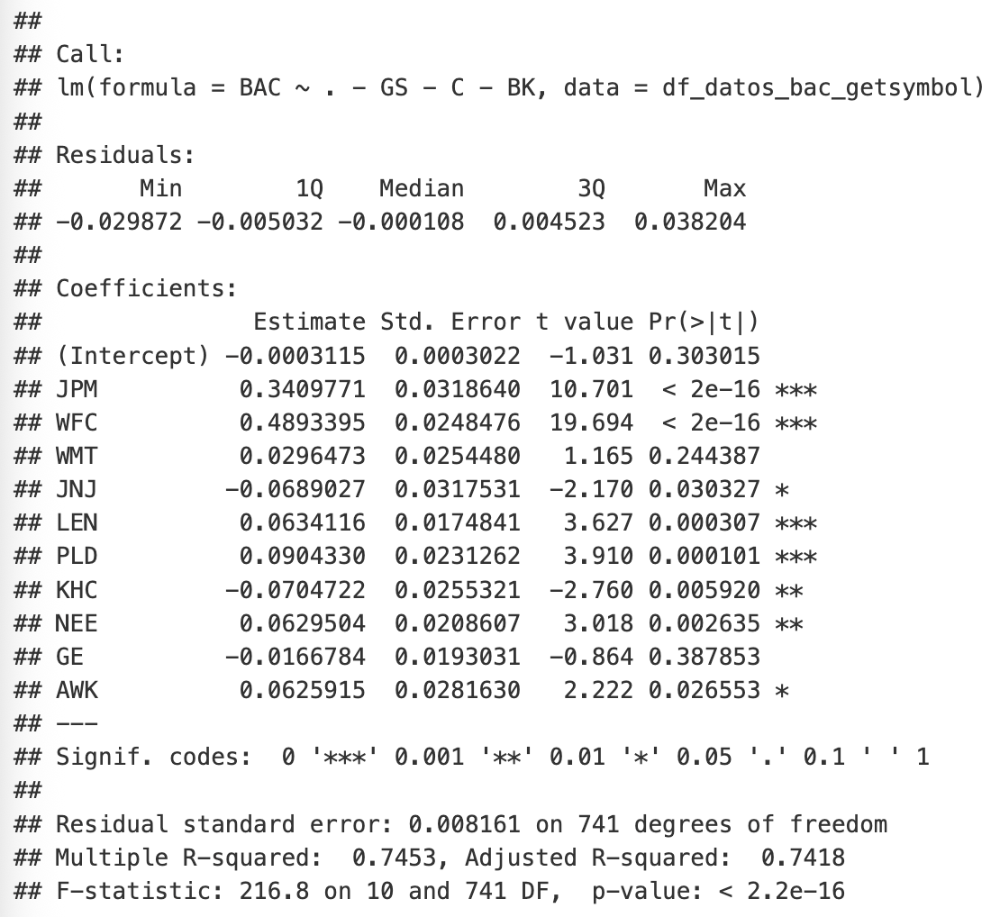 ##
## Call:
## lm(formula = BAC ~ . - GS - C - BK, data = df_datos_bac_getsymbol)
##
## Residuals:
##       Min        1Q    Median        3Q       Max
## -0.029872 -0.005032 -0.000108  0.004523  0.038204
##
## Coefficients:
##               Estimate Std. Error t value Pr(>|t|)
## (Intercept) -0.0003115  0.0003022  -1.031 0.303015
## JPM          0.3409771  0.0318640  10.701  < 2e-16 ***
## WFC          0.4893395  0.0248476  19.694  < 2e-16 ***
## WMT          0.0296473  0.0254480   1.165 0.244387
## JNJ         -0.0689027  0.0317531  -2.170 0.030327 *
## LEN          0.0634116  0.0174841   3.627 0.000307 ***
## PLD          0.0904330  0.0231262   3.910 0.000101 ***
## KHC         -0.0704722  0.0255321  -2.760 0.005920 **
## NEE          0.0629504  0.0208607   3.018 0.002635 **
## GE          -0.0166784  0.0193031  -0.864 0.387853
## AWK          0.0625915  0.0281630   2.222 0.026553 *
## ---
## Signif. codes:  0 '***' 0.001 '**' 0.01 '*' 0.05 '.' 0.1 ' ' 1
##
## Residual standard error: 0.008161 on 741 degrees of freedom
## Multiple R-squared:  0.7453, Adjusted R-squared:  0.7418
## F-statistic: 216.8 on 10 and 741 DF,  p-value: < 2.2e-16